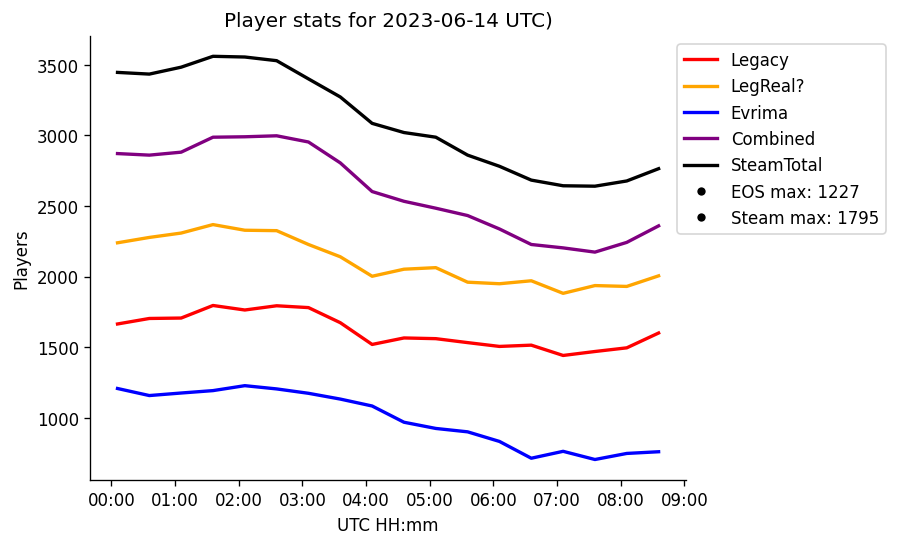 Player stats for 2023-06-14 UTC)
Legacy
LegReal?
Evrima
Combined
SteamTotal
EOS max: 1227
Steam max: 1795
Players
3500
3000
2500
2000
1500
1000
00:00 01:00 02:00 03:00 04:00 05:00 06:00 07:00 08:00 09:00
UTC HH:mm